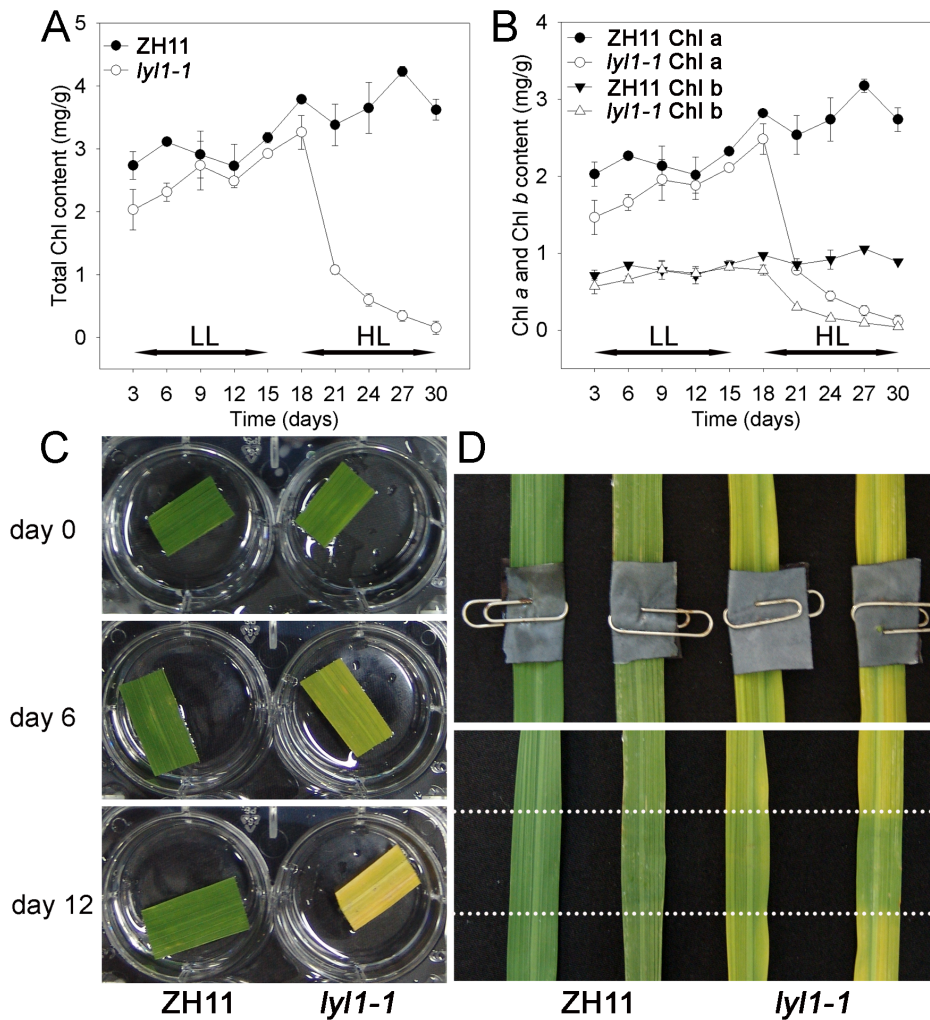 A
ZH11
lyl1-1
Total Chl content (mg/g)
5
4
3
2
1
0
LL
HL
3 6 9 12 15 18 21 24 27 30
Time (days)
B
ZH11 Chl a
lyl1-1 Chl a
ZH11 Chl b
lyl1-1 Chl b
Chl a and Chl b content (mg/g)
4
3
2
1
0
LL
HL
3 6 9 12 15 18 21 24 27 30
Time (days)
C
day 0
day 6
day 12
ZH11
lyl1-1
D
ZH11
lyl1-1